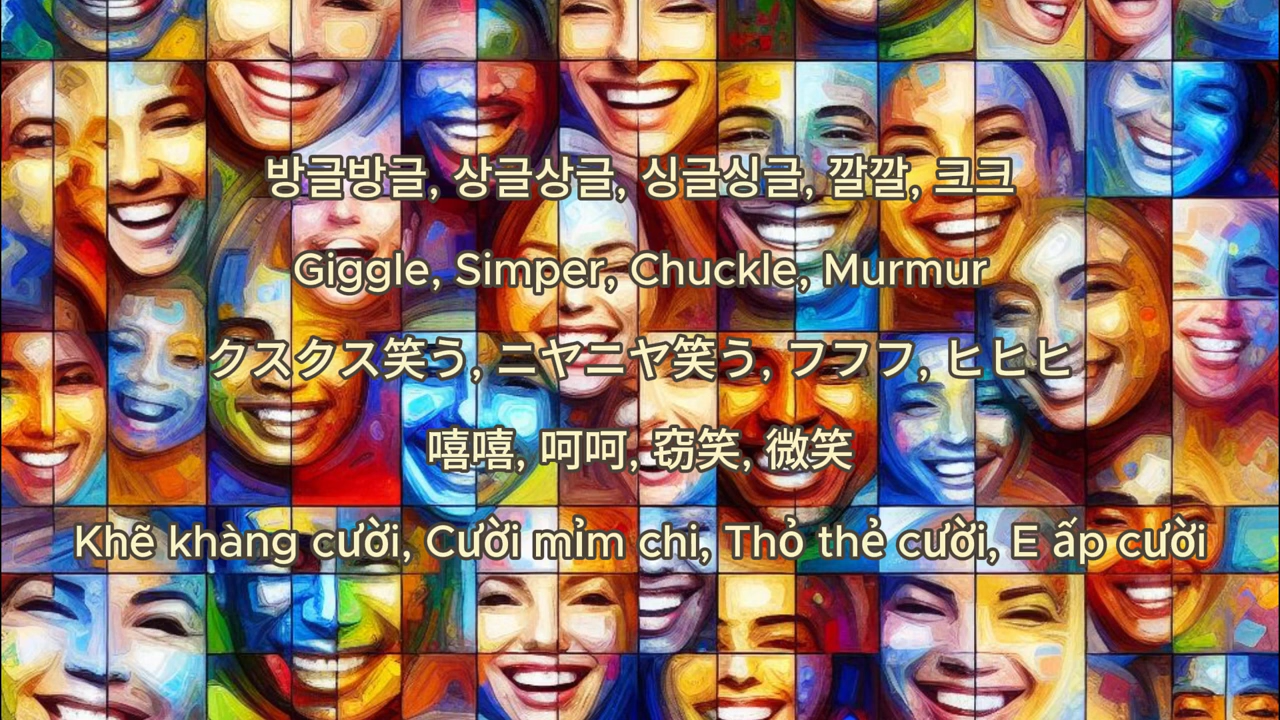 방글방글, 상글상글, 싱글싱글, 깔깔, 크크
Giggle, Simper, Chuckle, Murmur
クスクス笑う, ニヤニヤ笑う, フフフ, ヒヒヒ
嘻嘻, 呵呵, 窃笑, 微笑
Khẽ khàng cười, Cười mỉm chi, Thỏ thẻ cười, E ấp cười